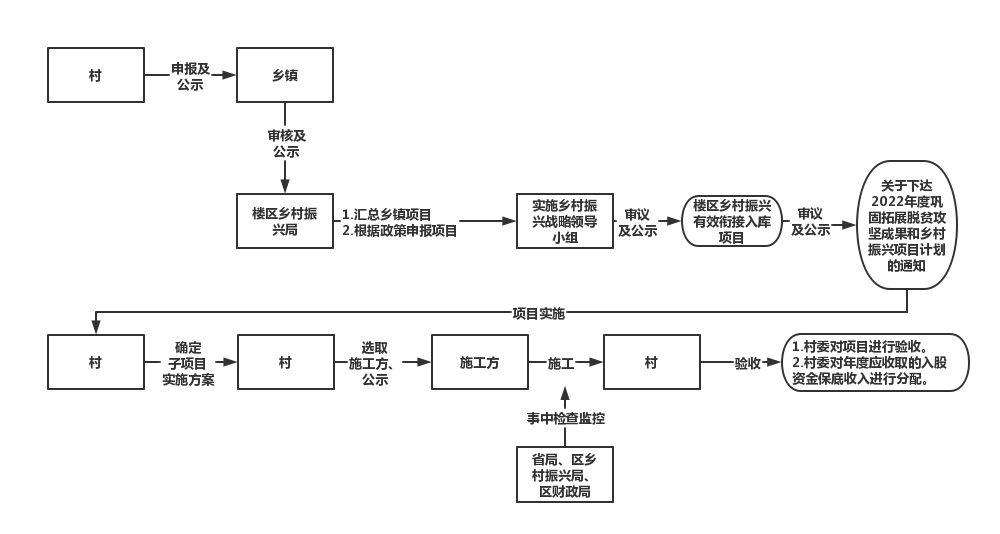 村
申报及
公示
乡镇
审核及
公示
楼区乡村振
兴局
1.汇总乡镇项目
2.根据政策申报项目
实施乡村振
兴战略领导
小组
审议
及公示
楼区乡村振兴
有效衔接入库
项目
审议
及公示
关于下达
2022年度巩
固拓展脱贫攻
坚成果和乡村
振兴项目计划
的通知
项目实施
村
确定
子项目
实施方案
村
选取
施工方、
公示
施工方
施工
村
验收
1.村委对项目进行验收。
2.村委对年度应收取的入股
资金保底收入进行分配。
事中检查监控
省局、区乡
村振兴局、
区财政局